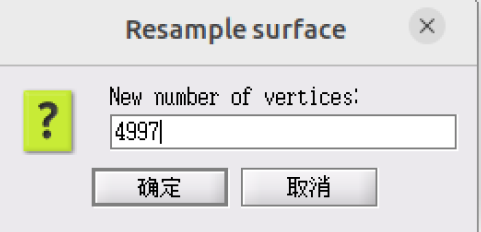 Resample surface
New number of vertices:
4997
确定 取消